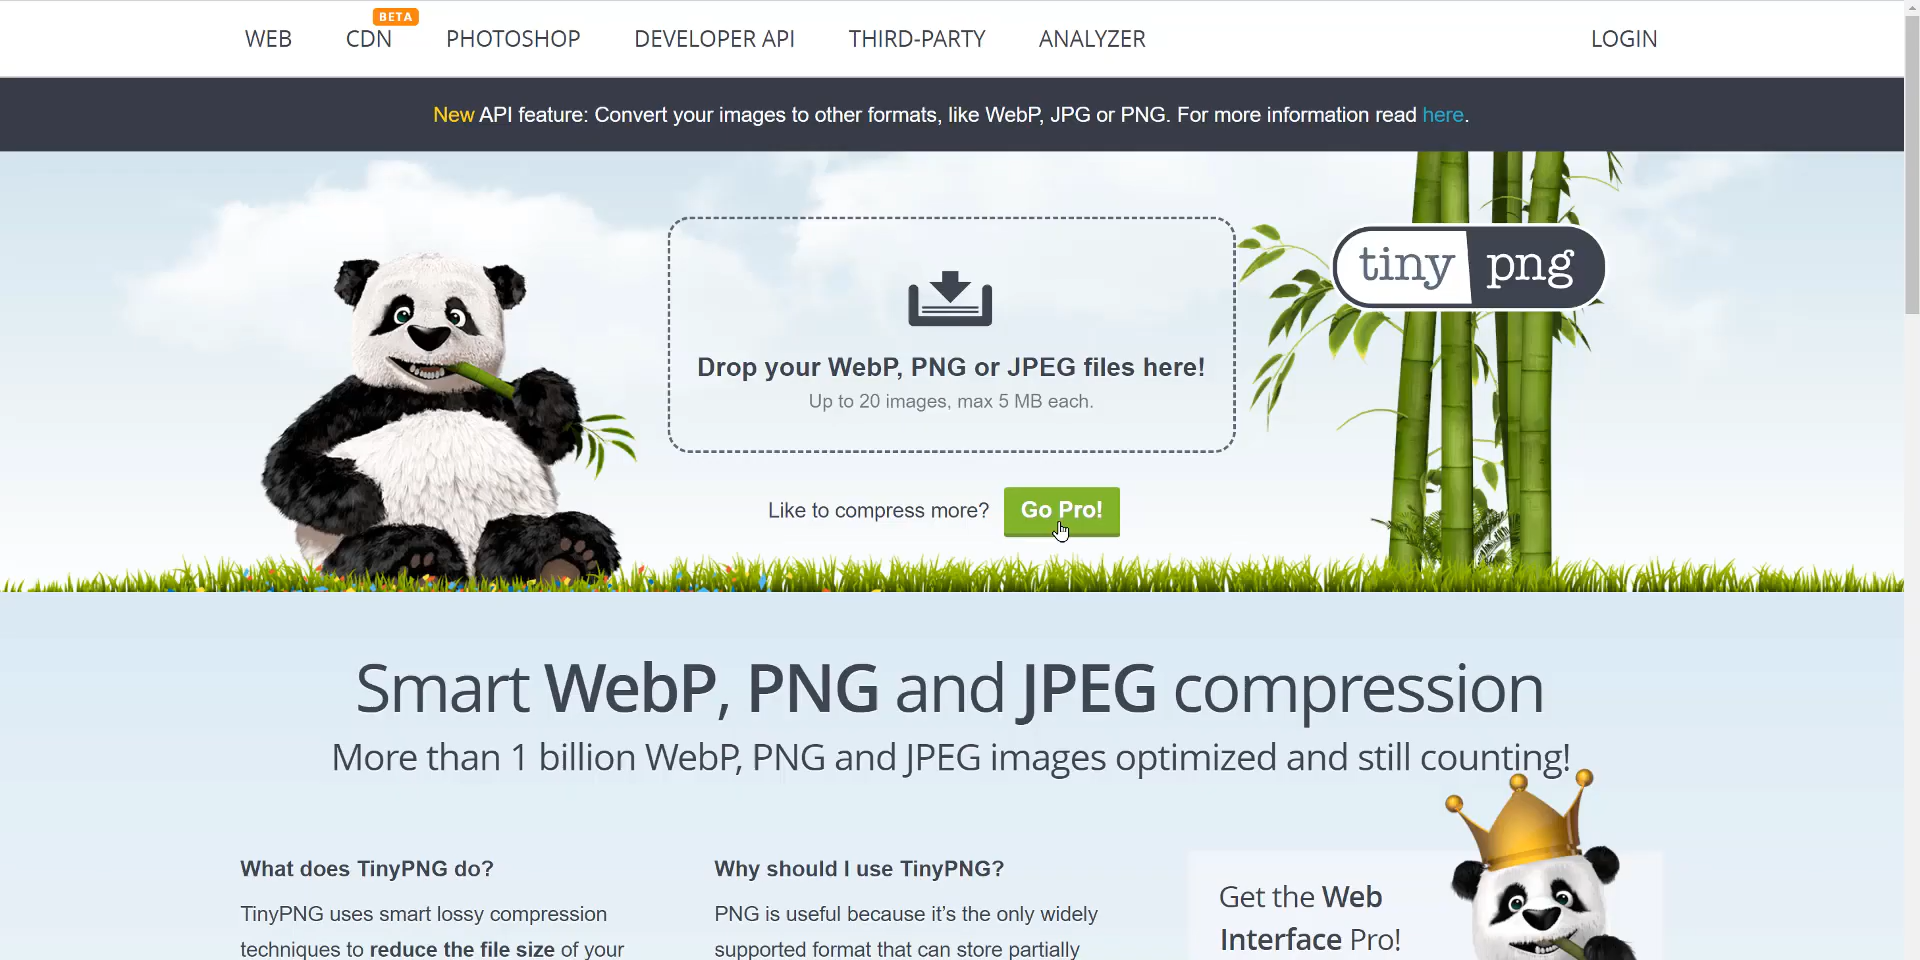 BETA
WEB CDN PHOTOSHOP DEVELOPER API THIRD-PARTY ANALYZER LOGIN
New API feature: Convert your images to other formats, like WebP, JPG or PNG. For more information read here.
tiny png
Drop your WebP, PNG or JPEG files here!
Up to 20 images, max 5 MB each.
Like to compress more? Go Pro!
Smart WebP, PNG and JPEG compression
More than 1 billion WebP, PNG and JPEG images optimized and still counting!
What does TinyPNG do?
TinyPNG uses smart lossy compression
techniques to reduce the file size of your
Why should I use TinyPNG?
PNG is useful because it’s the only widely
supported format that can store partially
Get the Web
Interface Pro!